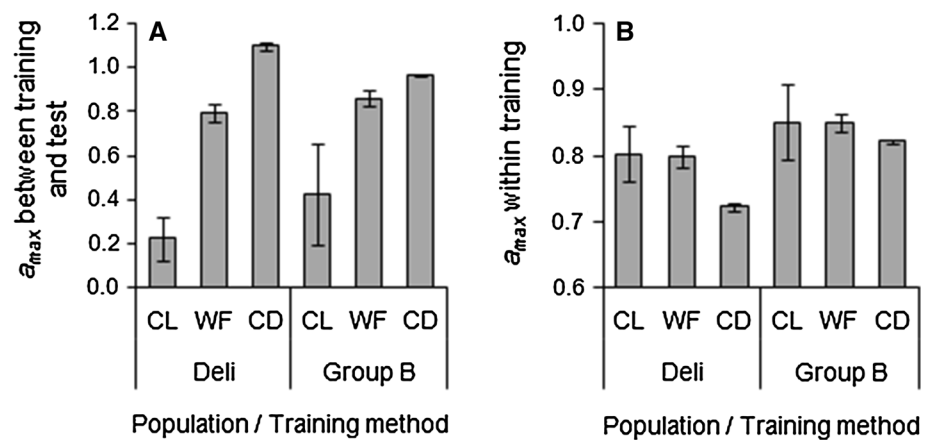 A
1.2
1.0
0.8
0.6
0.4
0.2
0.0
amax between training
and test
CL WF CD CL WF CD
Deli Group B
Population / Training method
B
1.0
0.9
0.8
0.7
0.6
amax within training
CL WF CD CL WF CD
Deli Group B
Population / Training method